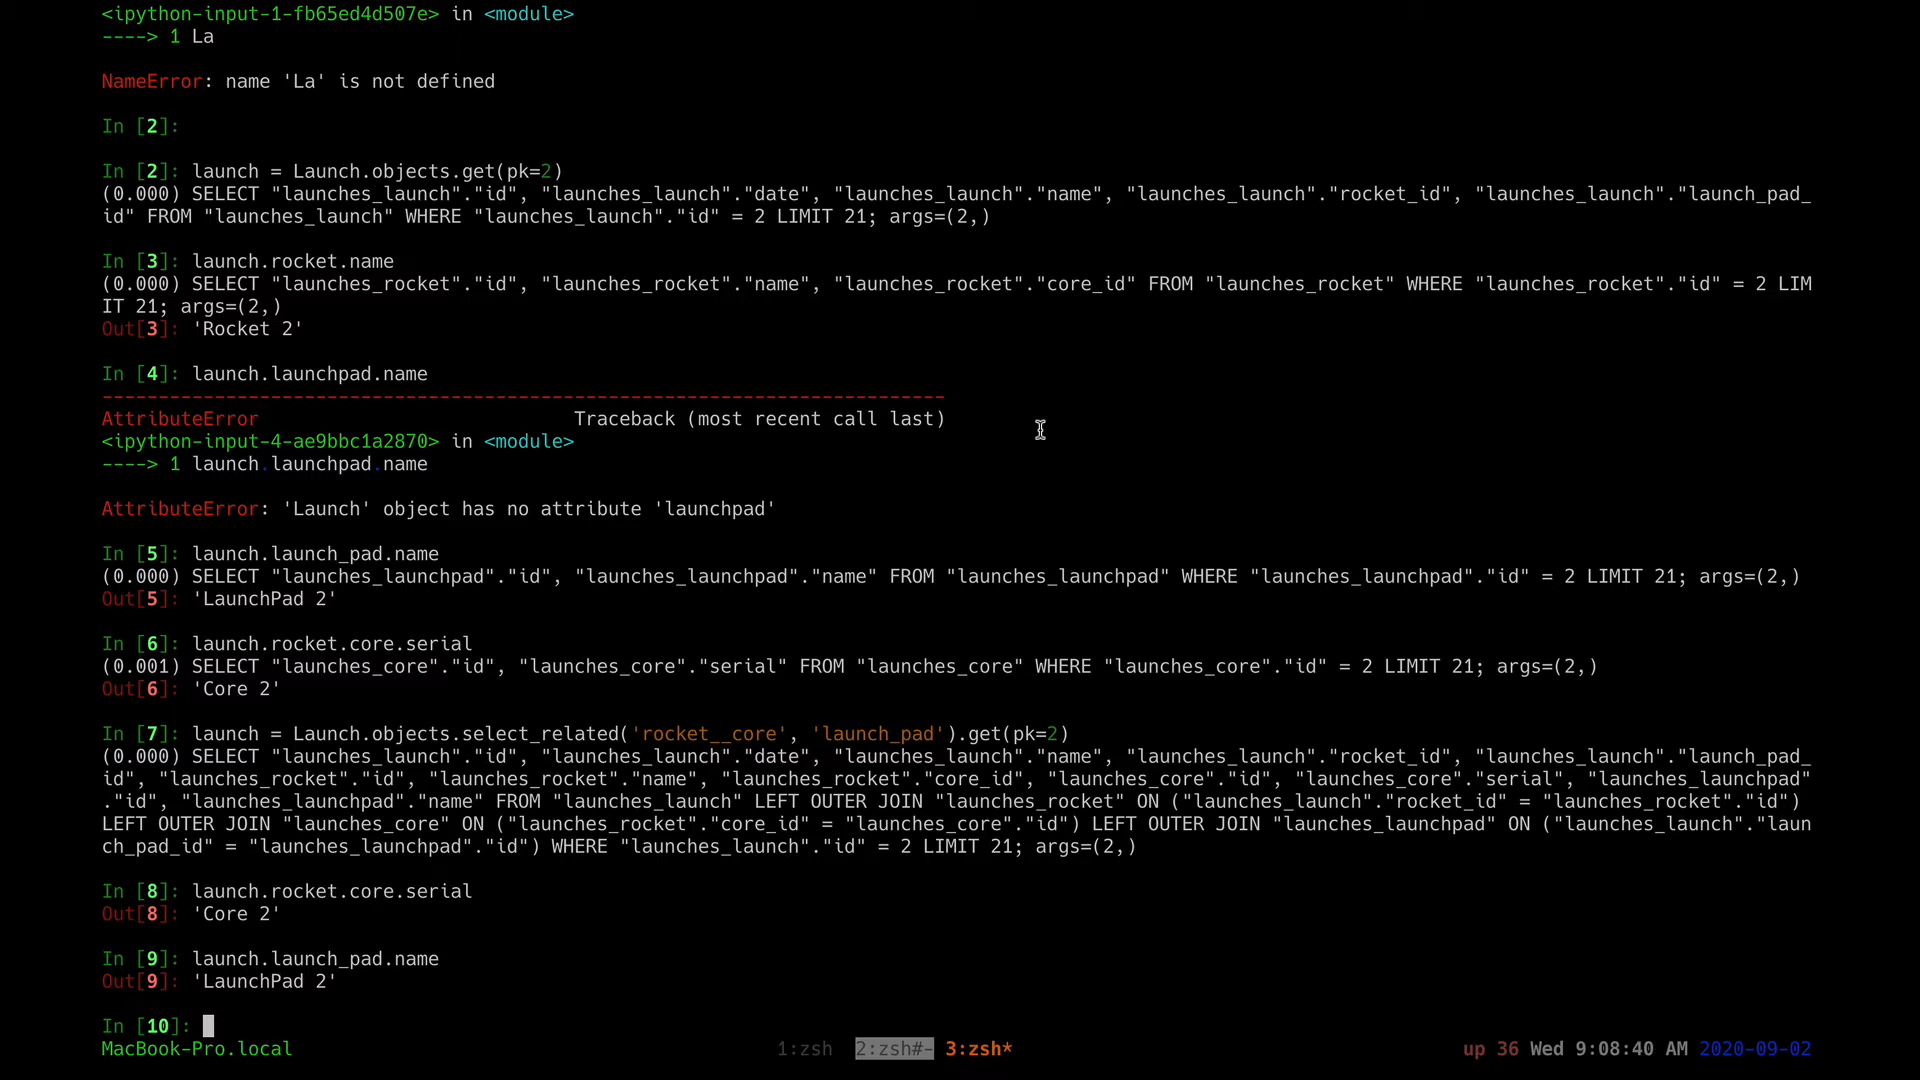 <ipython-input-1-fb65ed4d507e> in <module>
----> 1 La
NameError: name 'La' is not defined
In [2]:
In [2]: launch = Launch.objects.get(pk=2)
(0.000) SELECT "launches_launch"."id", "launches_launch"."date", "launches_launch"."name", "launches_launch"."rocket_id", "launches_launch"."launch_pad_
id" FROM "launches_launch" WHERE "launches_launch"."id" = 2 LIMIT 21; args=(2,)
In [3]: launch.rocket.name
(0.000) SELECT "launches_rocket"."id", "launches_rocket"."name", "launches_rocket"."core_id" FROM "launches_rocket" WHERE "launches_rocket"."id" = 2 LIM
IT 21; args=(2,)
Out[3]: 'Rocket 2'
In [4]: launch.launchpad.name
---------------------------------------------------------------------------
AttributeError                            Traceback (most recent call last)
<ipython-input-4-ae9bbc1a2870> in <module>
----> 1 launch.launchpad.name
AttributeError: 'Launch' object has no attribute 'launchpad'
In [5]: launch.launch_pad.name
(0.000) SELECT "launches_launchpad"."id", "launches_launchpad"."name" FROM "launches_launchpad" WHERE "launches_launchpad"."id" = 2 LIMIT 21; args=(2,)
Out[5]: 'LaunchPad 2'
In [6]: launch.rocket.core.serial
(0.001) SELECT "launches_core"."id", "launches_core"."serial" FROM "launches_core" WHERE "launches_core"."id" = 2 LIMIT 21; args=(2,)
Out[6]: 'Core 2'
In [7]: launch = Launch.objects.select_related('rocket__core', 'launch_pad').get(pk=2)
(0.000) SELECT "launches_launch"."id", "launches_launch"."date", "launches_launch"."name", "launches_launch"."rocket_id", "launches_launch"."launch_pad_
id", "launches_rocket"."id", "launches_rocket"."name", "launches_rocket"."core_id", "launches_core"."id", "launches_core"."serial", "launches_launchpad"
."id", "launches_launchpad"."name" FROM "launches_launch" LEFT OUTER JOIN "launches_rocket" ON ("launches_launch"."rocket_id" = "launches_rocket"."id")
LEFT OUTER JOIN "launches_core" ON ("launches_rocket"."core_id" = "launches_core"."id") LEFT OUTER JOIN "launches_launchpad" ON ("launches_launch"."laun
ch_pad_id" = "launches_launchpad"."id") WHERE "launches_launch"."id" = 2 LIMIT 21; args=(2,)
In [8]: launch.rocket.core.serial
Out[8]: 'Core 2'
In [9]: launch.launch_pad.name
Out[9]: 'LaunchPad 2'
In [10]:
MacBook-Pro.local 1:zsh 2:zsh#- 3:zsh* up 36 Wed 9:08:40 AM 2020-09-02